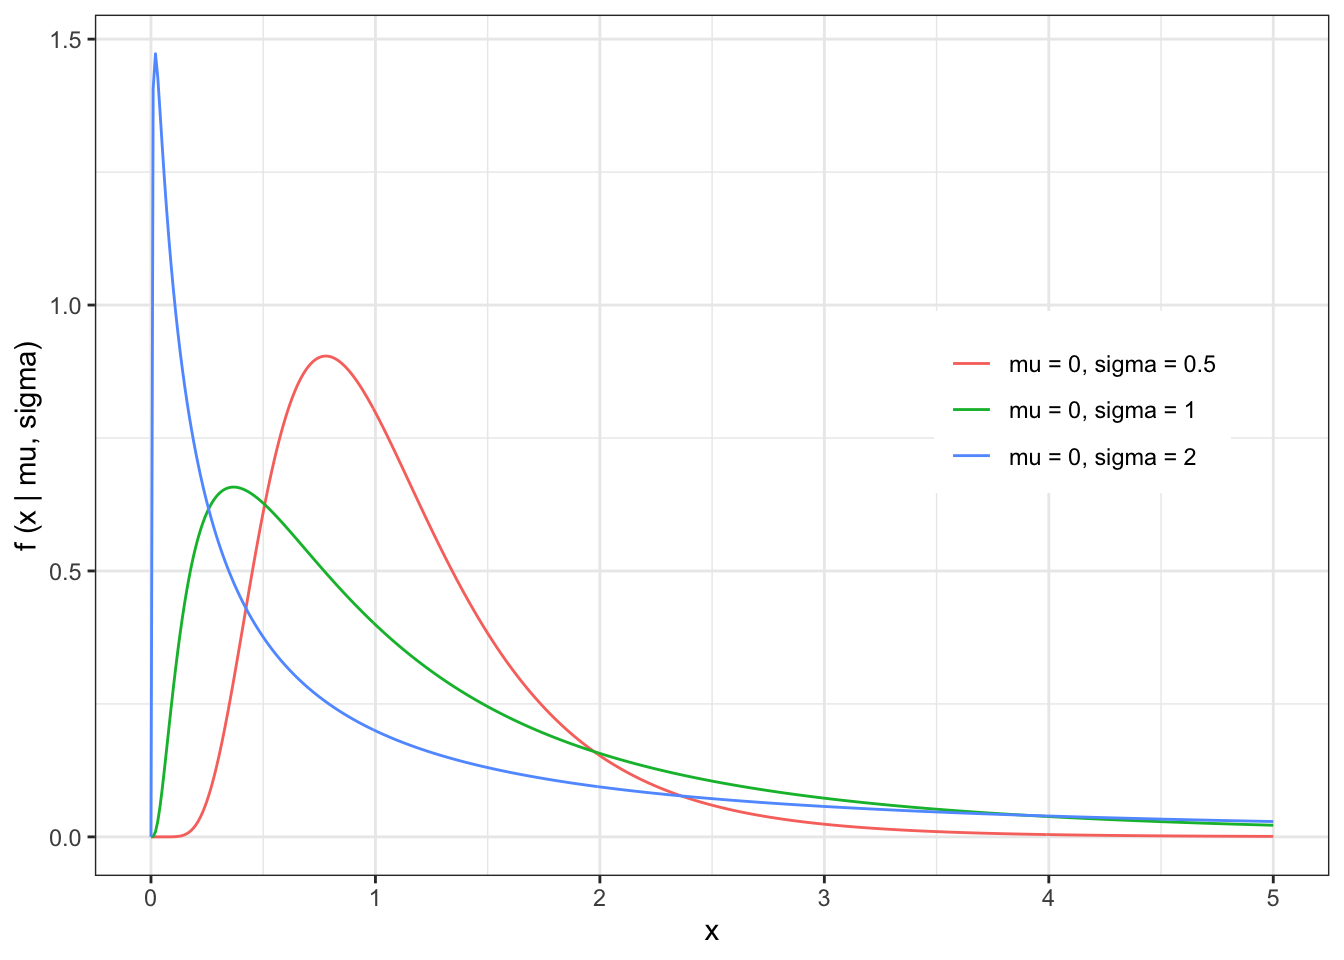 1.5
1.0
0.5
0.0
f (x | mu, sigma)
mu = 0, sigma = 0.5
mu = 0, sigma = 1
mu = 0, sigma = 2
0 1 2 3 4 5
x